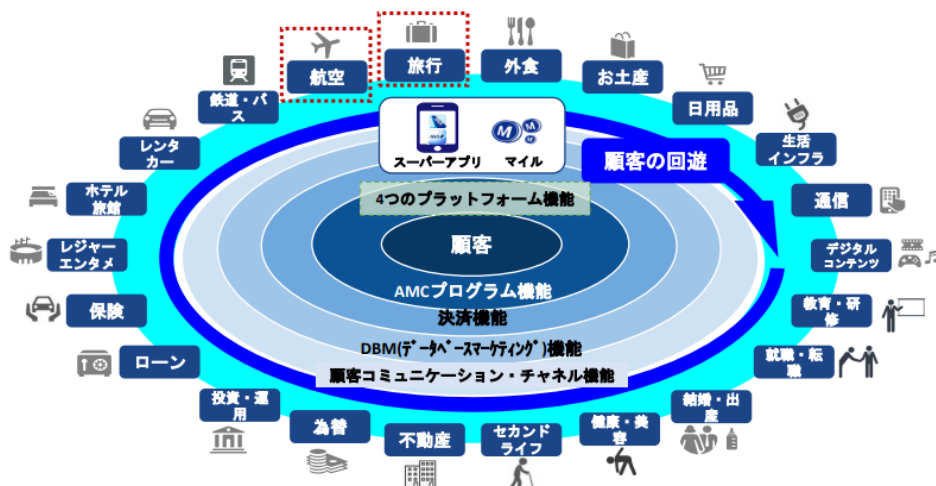 航空
旅行
外食
お土産
日用品
生活
インフラ
通信
デジタル
コンテンツ
教育・研
修
就職・転
職
結婚・出
産
健康・美
容
セカンド
ライフ
不動産
為替
投資・運
用
ローン
保険
レジャー
エンタメ
ホテル
旅館
レンタ
カー
鉄道・バ
ス
スーパーアプリ
M
M
M
マイル
顧客の回遊
4つのプラットフォーム機能
顧客
AMCプログラム機能
決済機能
DBM(ﾃﾞｰﾀﾍﾞｰｽﾏｰｹﾃｨﾝｸﾞ)機能
顧客コミュニケーション・チャネル機能